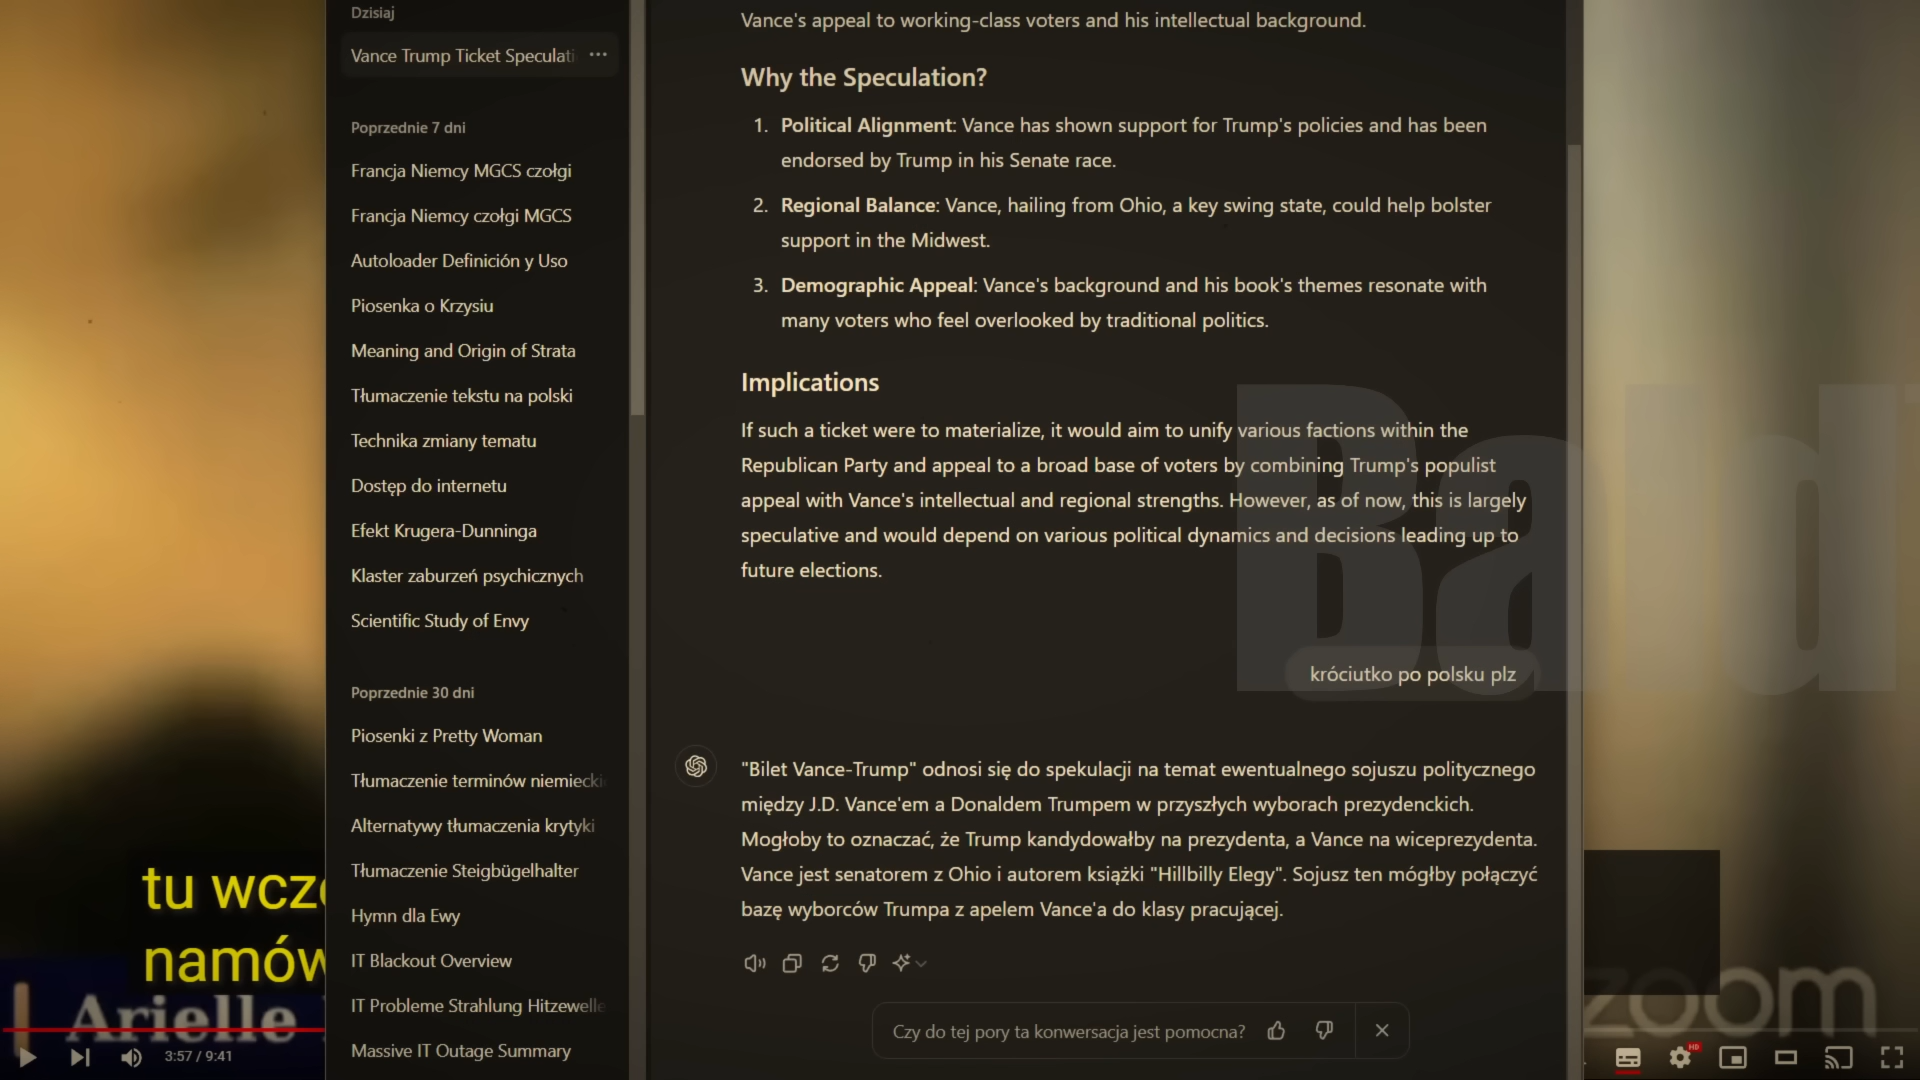 Dzisiaj
Vance Trump Ticket Speculati
Poprzednie 7 dni
Francja Niemcy MGCS czołgi
Francja Niemcy czołgi MGCS
Autoloader Definición y Uso
Piosenka o Krzysiu
Meaning and Origin of Strata
Tłumaczenie tekstu na polski
Technika zmiany tematu
Dostęp do internetu
Efekt Krugera-Dunninga
Klaster zaburzeń psychicznych
Scientific Study of Envy
Poprzednie 30 dni
Piosenki z Pretty Woman
Tłumaczenie terminów niemiecki
Alternatywy tłumaczenia krytyki
Tłumaczenie Steigbügelhalter
Hymn dla Ewy
IT Blackout Overview
IT Probleme Strahlung Hitzewelle
Massive IT Outage Summary
Vance's appeal to working-class voters and his intellectual background.
Why the Speculation?
1. Political Alignment: Vance has shown support for Trump's policies and has been
endorsed by Trump in his Senate race.
2. Regional Balance: Vance, hailing from Ohio, a key swing state, could help bolster
support in the Midwest.
3. Demographic Appeal: Vance's background and his book's themes resonate with
many voters who feel overlooked by traditional politics.
Implications
If such a ticket were to materialize, it would aim to unify various factions within the
Republican Party and appeal to a broad base of voters by combining Trump's populist
appeal with Vance's intellectual and regional strengths. However, as of now, this is largely
speculative and would depend on various political dynamics and decisions leading up to
future elections.
króciutko po polsku plz
"Bilet Vance-Trump" odnosi się do spekulacji na temat ewentualnego sojuszu politycznego
między J.D. Vance'em a Donaldem Trumpem w przyszłych wyborach prezydenckich.
Mogłoby to oznaczać, że Trump kandydowałby na prezydenta, a Vance na wiceprezydenta.
Vance jest senatorem z Ohio i autorem książki "Hillbilly Elegy". Sojusz ten mógłby połączyć
bazę wyborców Trumpa z apelem Vance'a do klasy pracującej.
Czy do tej pory ta konwersacja jest pomocna?
Bald
tu wcz
namów
Arielle
zoom
3:57 / 9:41
HD